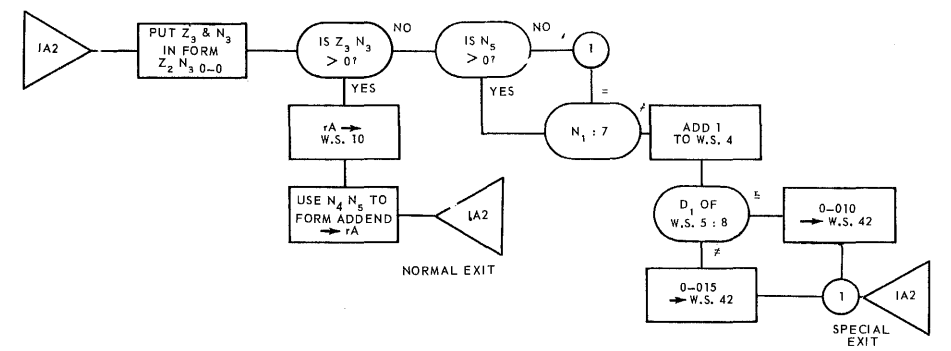 IA2
PUT Z3 & N3
IN FORM
Z2 N3 0–0
IS Z3 N3
> 0?
NO
YES
IS N5
> 0?
NO
YES
1
=
rA →
W.S. 10
N1 : 7
≠
ADD 1
TO W.S. 4
USE N4 N5 TO
FORM ADDEND
→ rA
IA2
NORMAL EXIT
D1 OF
W.S. 5 : 8
=
≠
0–010
→ W.S. 42
0–015
→ W.S. 42
1
IA2
SPECIAL
EXIT